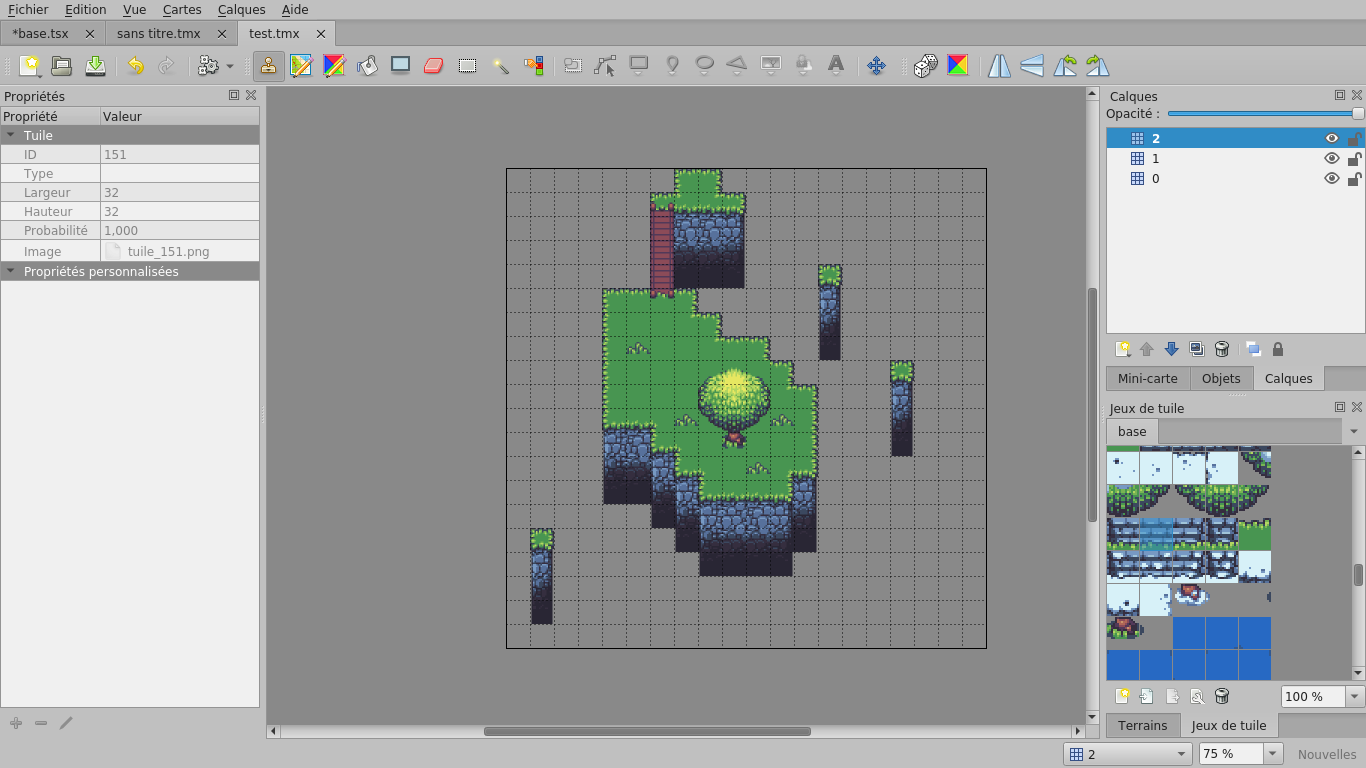 Fichier Edition Vue Cartes Calques Aide
*base.tsx sans titre.tmx test.tmx
Propriétés
Propriété Valeur
Tuile
ID 151
Type
Largeur 32
Hauteur 32
Probabilité 1,000
Image tuile_151.png
Propriétés personnalisées
Calques
Opacité :
2
1
0
Mini-carte Objets Calques
Jeux de tuile
base
100 %
Terrains Jeux de tuile
2 75 % Nouvelles